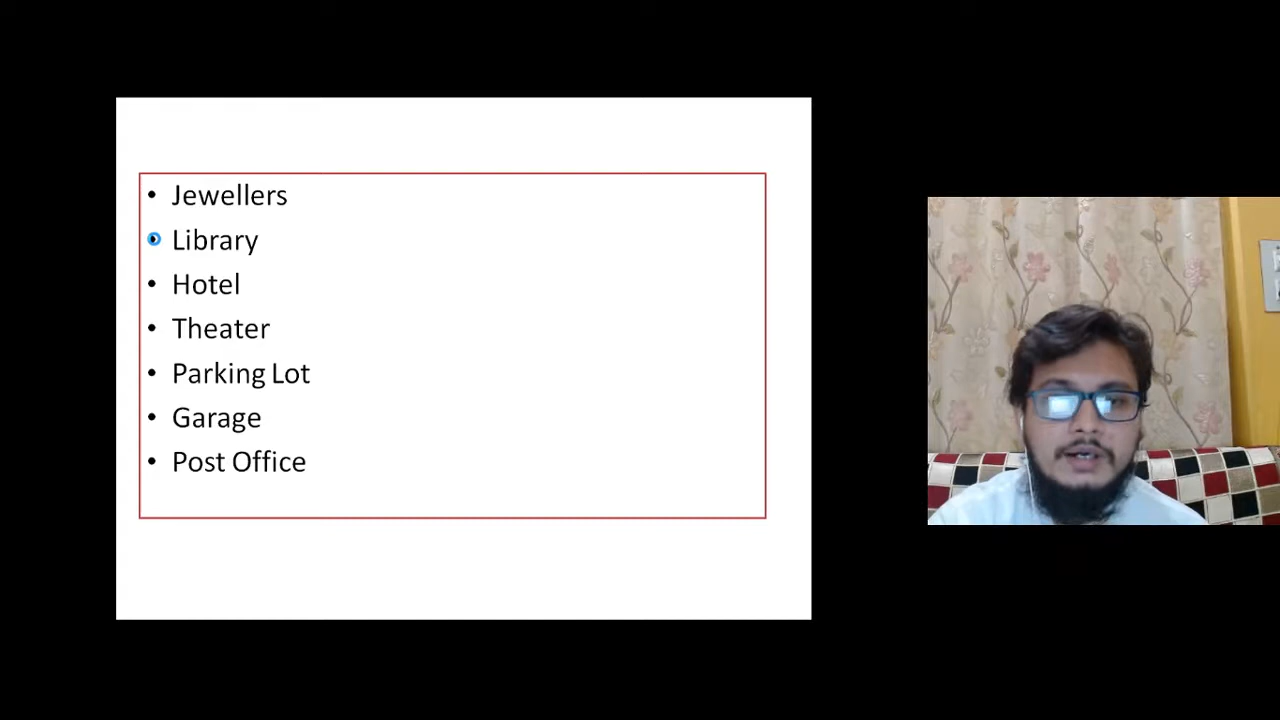 • Jewellers
• Library
• Hotel
• Theater
• Parking Lot
• Garage
• Post Office